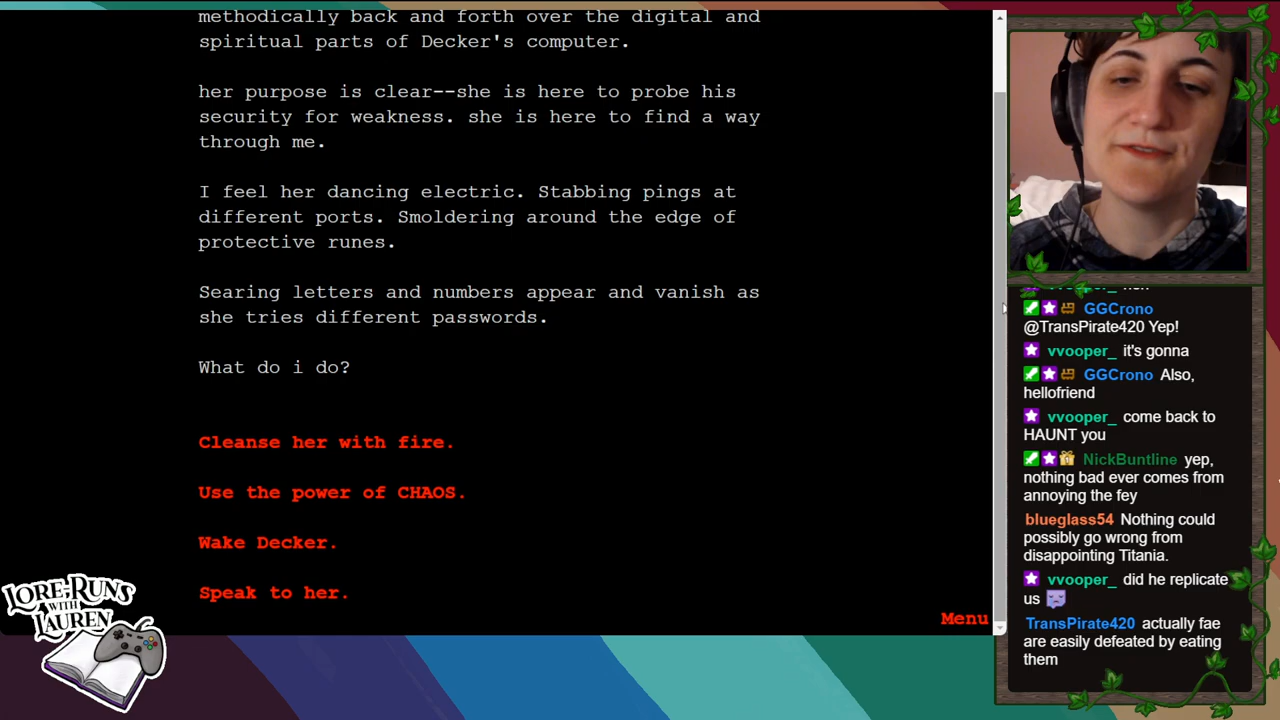 methodically back and forth over the digital and
spiritual parts of Decker's computer.
her purpose is clear--she is here to probe his
security for weakness. she is here to find a way
through me.
I feel her dancing electric. Stabbing pings at
different ports. Smoldering around the edge of
protective runes.
Searing letters and numbers appear and vanish as
she tries different passwords.
What do i do?
Cleanse her with fire.
Use the power of CHAOS.
Wake Decker.
Speak to her.
Menu
LORE-RUNS
WITH
LAUREN
GGCrono
@TransPirate420 Yep!
vvooper_ it's gonna
GGCrono Also,
hellofriend
vvooper_ come back to
HAUNT you
NickBuntline yep,
nothing bad ever comes from
annoying the fey
blueglass54 Nothing could
possibly go wrong from
disappointing Titania.
vvooper_ did he replicate
us
TransPirate420 actually fae
are easily defeated by eating
them